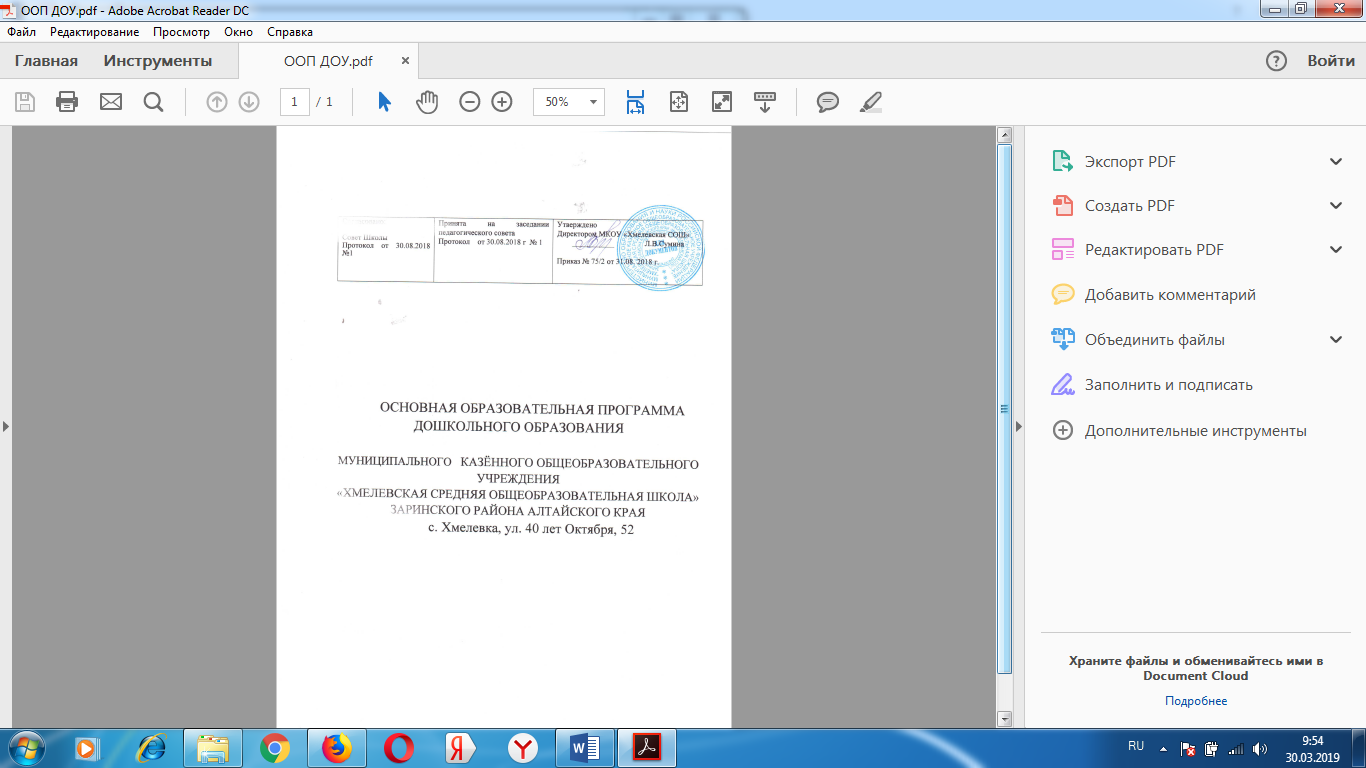 ООП ДОУ.pdf - Adobe Acrobat Reader DC
Файл Редактирование Просмотр Окно Справка
Главная Инструменты ООП ДОУ.pdf Войти
1 / 1 50%
Совет Школы
Протокол от 30.08.2018
№1
Принята на заседании
педагогического совета
Протокол от 30.08.2018 г № 1
Утверждено
Директором МКОУ «Хмелевская СОШ»
Л.В.Сунина
Приказ № 75/2 от 31.08. 2018 г.
ОСНОВНАЯ ОБРАЗОВАТЕЛЬНАЯ ПРОГРАММА
ДОШКОЛЬНОГО ОБРАЗОВАНИЯ
МУНИЦИПАЛЬНОГО КАЗЁННОГО ОБЩЕОБРАЗОВАТЕЛЬНОГО
УЧРЕЖДЕНИЯ
«ХМЕЛЕВСКАЯ СРЕДНЯЯ ОБЩЕОБРАЗОВАТЕЛЬНАЯ ШКОЛА»
ЗАРИНСКОГО РАЙОНА АЛТАЙСКОГО КРАЯ
с. Хмелевка, ул. 40 лет Октября, 52
Экспорт PDF
Создать PDF
Редактировать PDF
Добавить комментарий
Объединить файлы
Заполнить и подписать
Дополнительные инструменты
Храните файлы и обменивайтесь ими в
Document Cloud
Подробнее
RU
9:54
30.03.2019